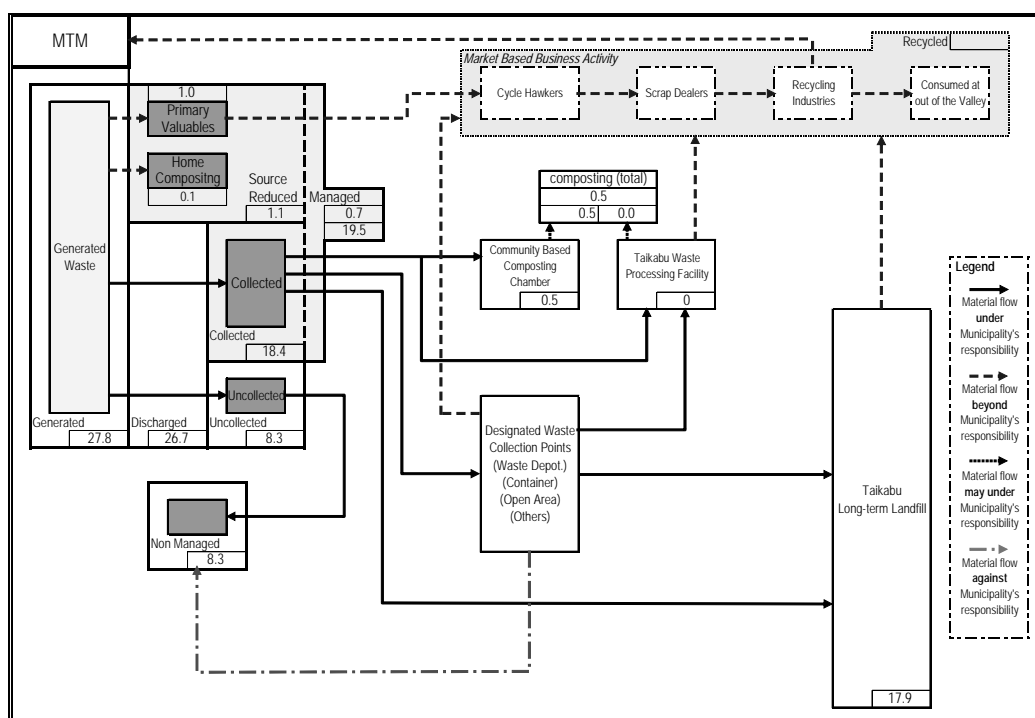 MTM
Recycled
Market Based Business Activity
Cycle Hawkers
Scrap Dealers
Recycling
Industries
Consumed at
out of the Valley
1.0
Primary
Valuables
Home
Compositng
0.1
Source
Reduced
1.1
Managed
0.7
19.5
composting (total)
0.5
0.5
0.0
Generated
Waste
Collected
Collected
18.4
Community Based
Composting
Chamber
0.5
Taikabu Waste
Processing Facility
0
Uncollected
Generated
27.8
Discharged
26.7
Uncollected
8.3
Designated Waste
Collection Points
(Waste Depot.)
(Container)
(Open Area)
(Others)
Non Managed
8.3
Taikabu
Long-term Landfill
17.9
Legend
Material flow
under
Municipality's
responsibility
Material flow
beyond
Municipality's
responsibility
Material flow
may under
Municipality's
responsibility
Material flow
against
Municipality's
responsibility